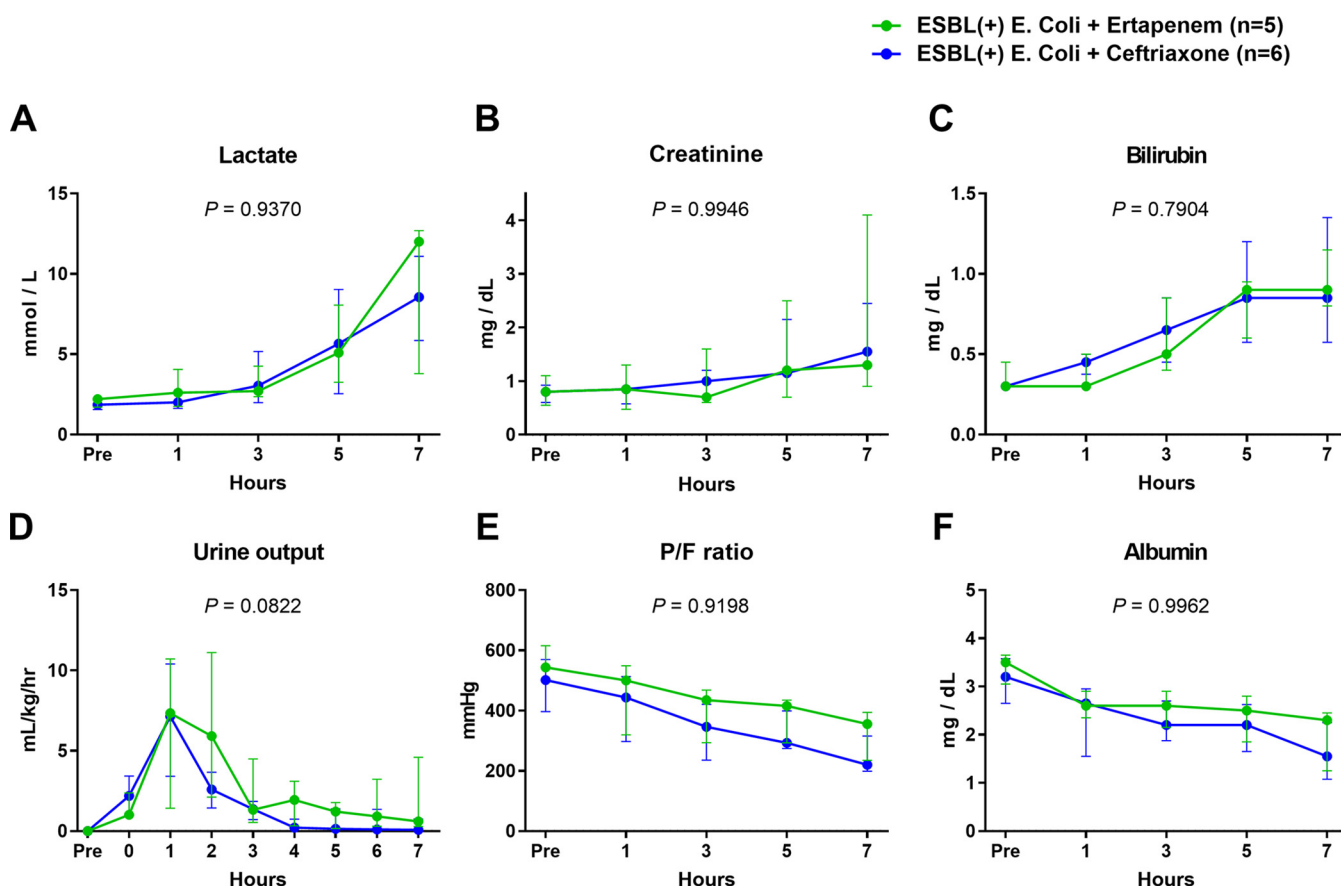 ESBL(+) E. Coli + Ertapenem (n=5)
ESBL(+) E. Coli + Ceftriaxone (n=6)
A
Lactate
P = 0.9370
mmol / L
15
10
5
0
Pre 1 3 5 7
Hours
B
Creatinine
P = 0.9946
mg / dL
4
3
2
1
0
Pre 1 3 5 7
Hours
C
Bilirubin
P = 0.7904
mg / dL
1.5
1.0
0.5
0.0
Pre 1 3 5 7
Hours
D
Urine output
P = 0.0822
mL/kg/hr
15
10
5
0
Pre 0 1 2 3 4 5 6 7
Hours
E
P/F ratio
P = 0.9198
mmHg
800
600
400
200
0
Pre 1 3 5 7
Hours
F
Albumin
P = 0.9962
mg / dL
5
4
3
2
1
0
Pre 1 3 5 7
Hours